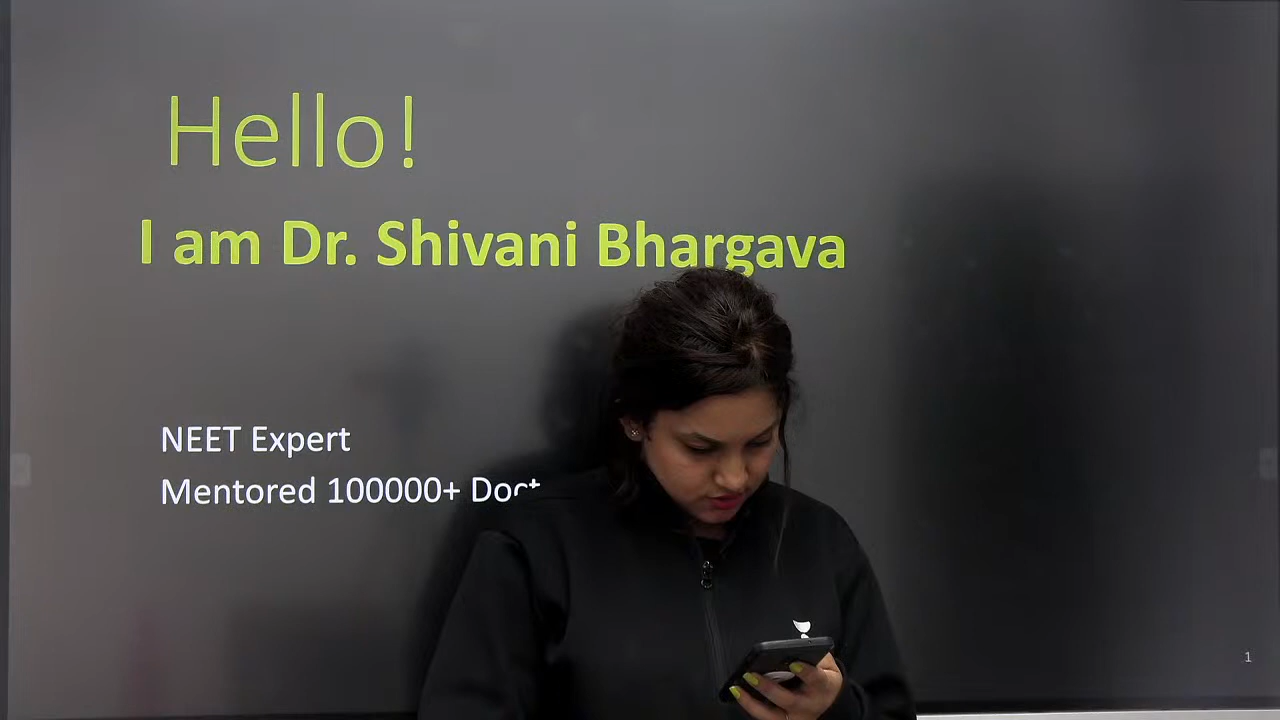 Hello!
I am Dr. Shivani Bhargava
NEET Expert
Mentored 100000+
1